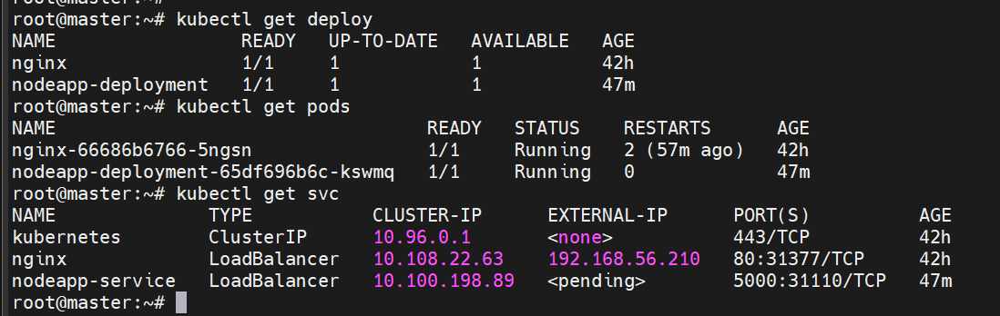 root@master:~#
root@master:~# kubectl get deploy
NAME                 READY   UP-TO-DATE   AVAILABLE   AGE
nginx                1/1     1            1           42h
nodeapp-deployment   1/1     1            1           47m
root@master:~# kubectl get pods
NAME                                  READY   STATUS    RESTARTS      AGE
nginx-66686b6766-5ngsn                1/1     Running   2 (57m ago)   42h
nodeapp-deployment-65df696b6c-kswmq   1/1     Running   0             47m
root@master:~# kubectl get svc
NAME              TYPE           CLUSTER-IP      EXTERNAL-IP      PORT(S)          AGE
kubernetes        ClusterIP      10.96.0.1       <none>           443/TCP          42h
nginx             LoadBalancer   10.108.22.63    192.168.56.210   80:31377/TCP     42h
nodeapp-service   LoadBalancer   10.100.198.89   <pending>        5000:31110/TCP   47m
root@master:~#